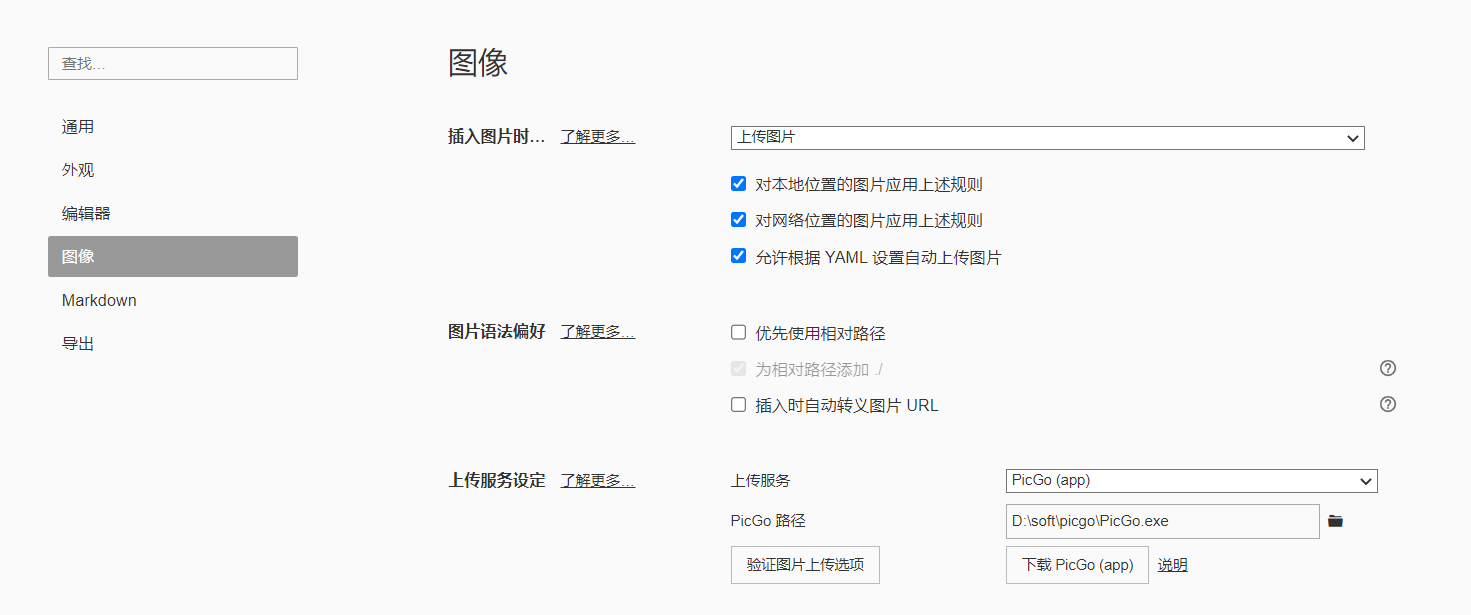 查找...
通用
外观
编辑器
图像
Markdown
导出
图像
插入图片时... 了解更多... 上传图片
对本地位置的图片应用上述规则
对网络位置的图片应用上述规则
允许根据 YAML 设置自动上传图片
图片语法偏好 了解更多... 优先使用相对路径
为相对路径添加 ./
插入时自动转义图片 URL
上传服务设定 了解更多... 上传服务 PicGo (app)
PicGo 路径 D:\soft\picgo\PicGo.exe
验证图片上传选项 下载 PicGo (app) 说明